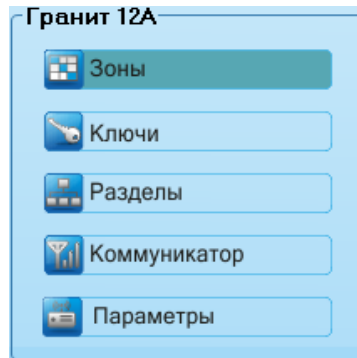 Гранит 12А
Зоны
Ключи
Разделы
Коммуникатор
Параметры